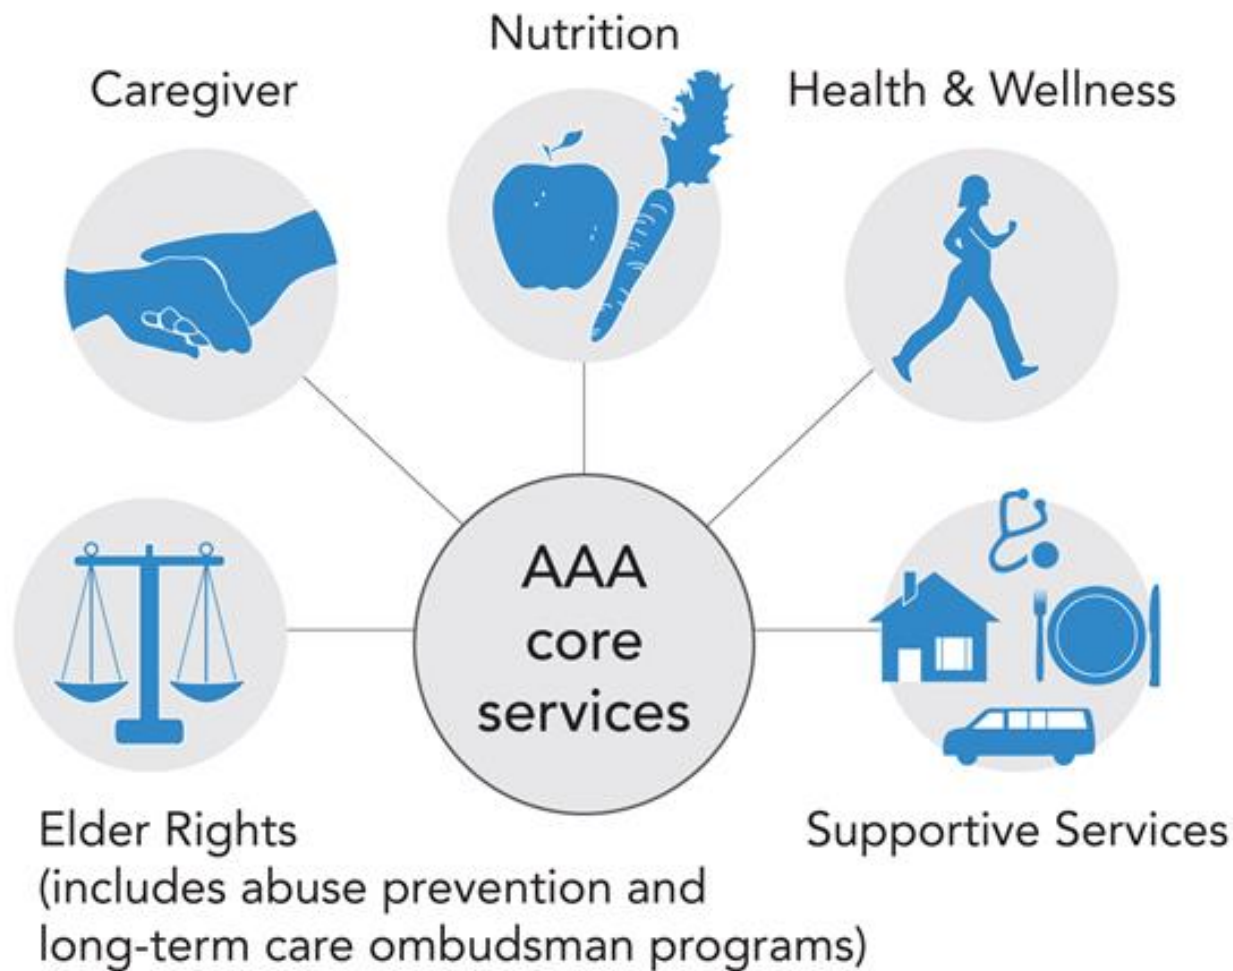 Nutrition
Caregiver
Health & Wellness
AAA
core
services
Elder Rights
(includes abuse prevention and
long-term care ombudsman programs)
Supportive Services